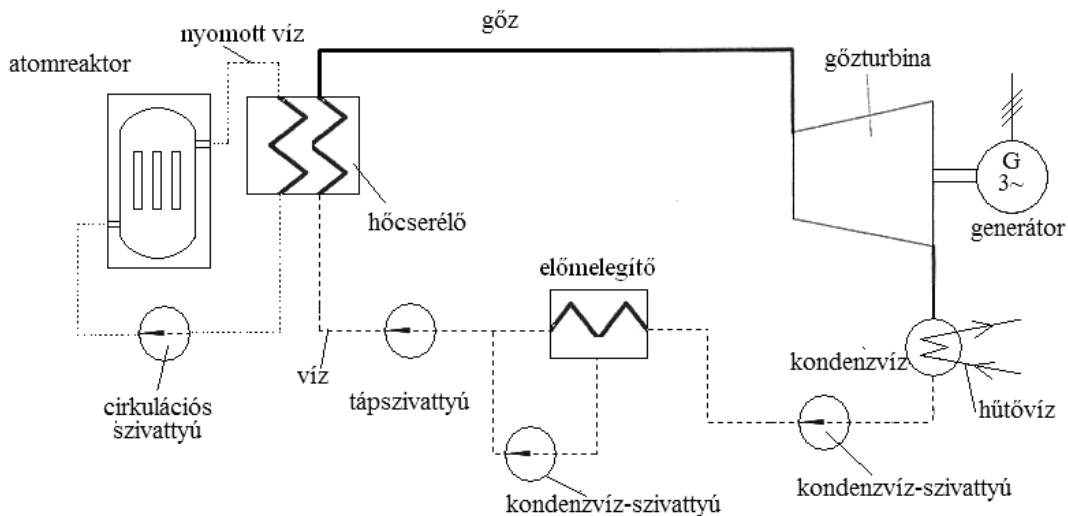 gőz
nyomott víz
atomreaktor
gőzturbina
G
3~
generátor
hőcserélő
előmelegítő
víz
tápszivattyú
kondenzvíz
hűtővíz
cirkulációs
szivattyú
kondenzvíz-szivattyú
kondenzvíz-szivattyú